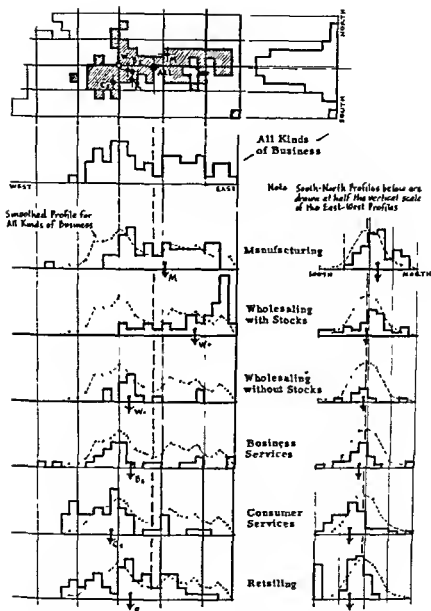 NORTH
All
SOUTH
All Kinds
of Business
WEST
EAST
Note South-North Profiles below are
drawn at half the vertical scale
of the East-West Profiles
Smoothed Profile for
All Kinds of Business
Manufacturing
SOUTH
NORTH
M
Wholesaling
with Stocks
Wholesaling
without Stocks
Business
Services
Consumer
Services
Retailing